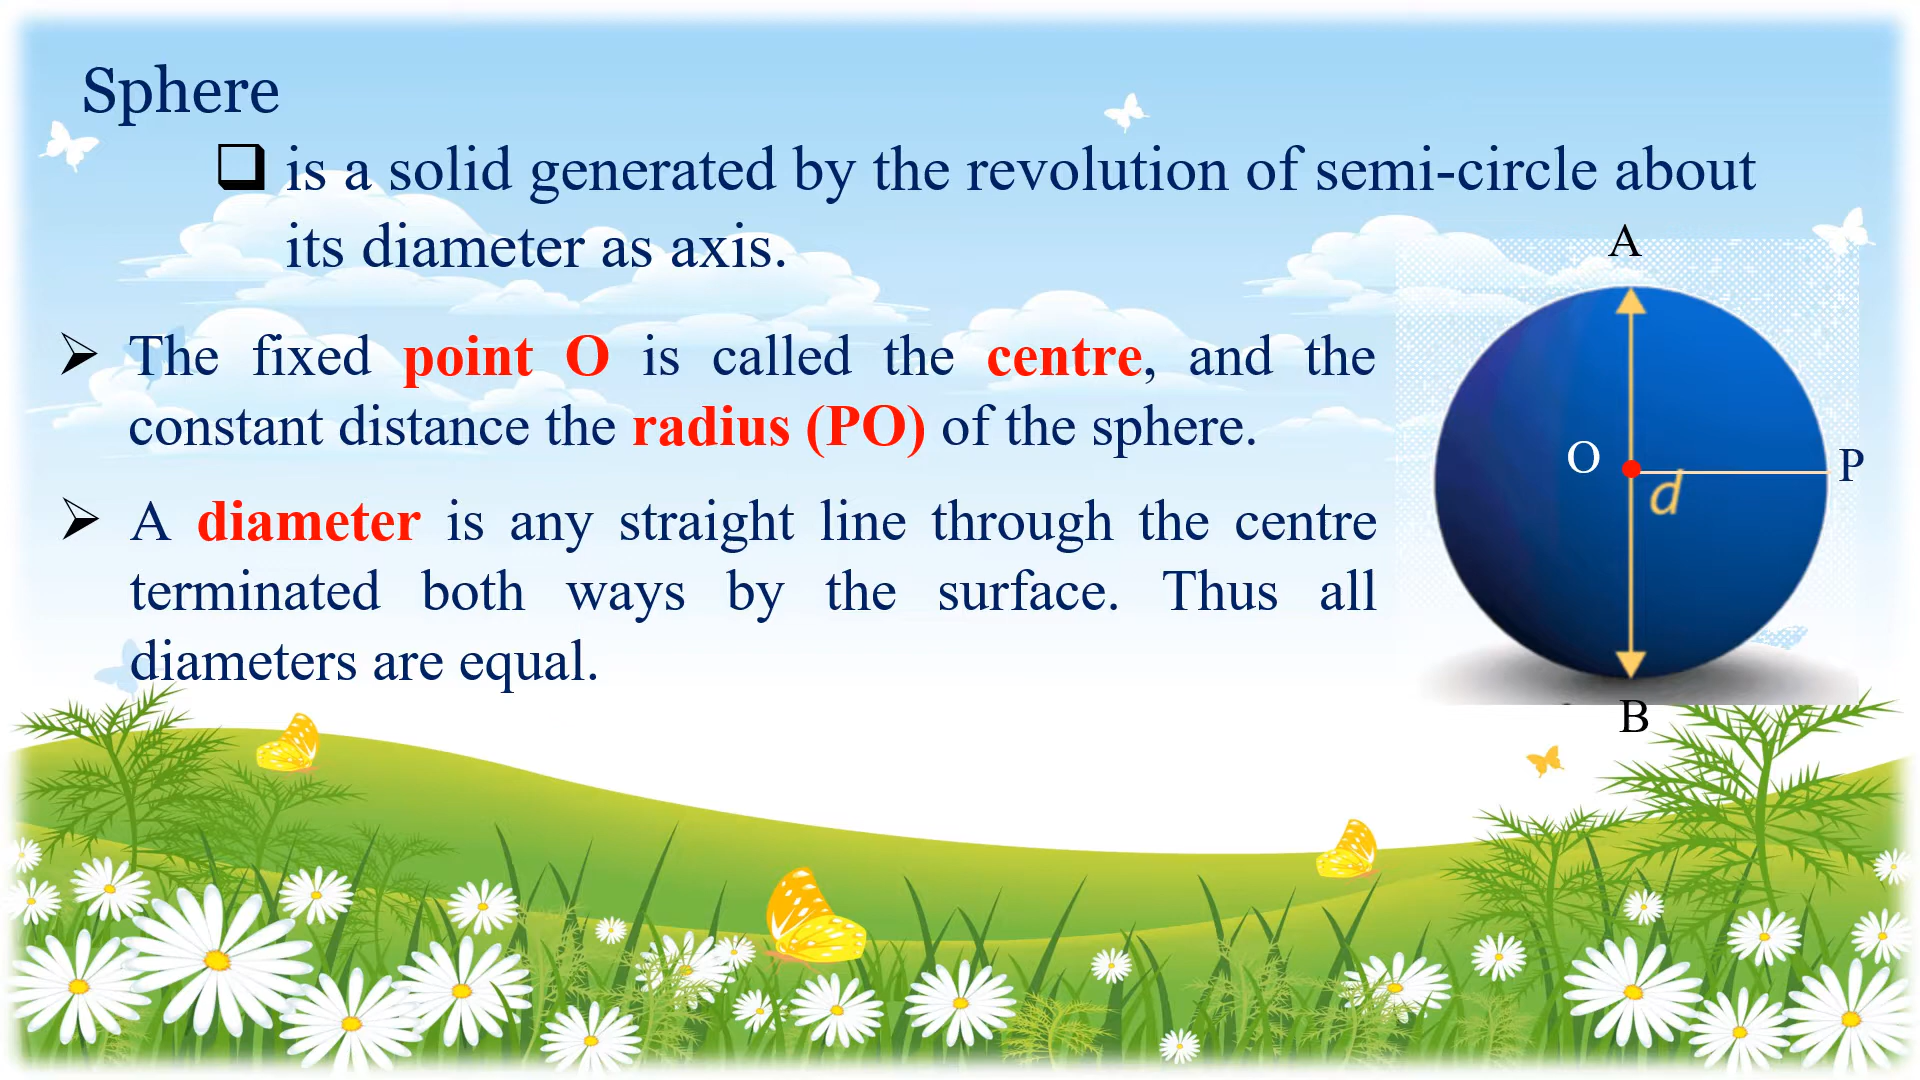 Sphere
is a solid generated by the revolution of semi-circle about
its diameter as axis.
A
The fixed point O is called the centre, and the
constant distance the radius (PO) of the sphere.
O
P
d
A diameter is any straight line through the centre
terminated both ways by the surface. Thus all
diameters are equal.
B